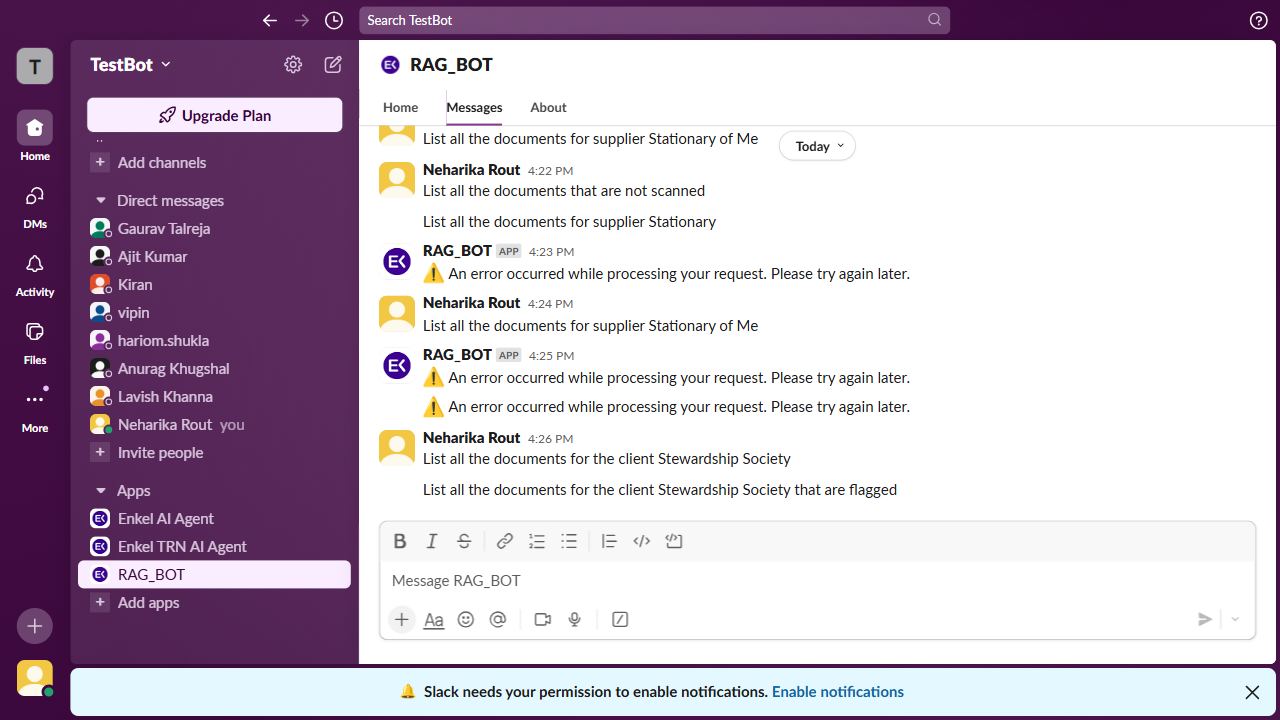 Search TestBot
T
TestBot
Upgrade Plan
Home
DMs
Activity
Files
More
Add channels
Direct messages
Gaurav Talreja
Ajit Kumar
Kiran
vipin
hariom.shukla
Anurag Khugshal
Lavish Khanna
Neharika Rout you
Invite people
Apps
Enkel AI Agent
Enkel TRN AI Agent
RAG_BOT
Add apps
EK RAG_BOT
Home Messages About
List all the documents for supplier Stationary of Me
Today
Neharika Rout 4:22 PM
List all the documents that are not scanned
List all the documents for supplier Stationary
EK RAG_BOT APP 4:23 PM
An error occurred while processing your request. Please try again later.
Neharika Rout 4:24 PM
List all the documents for supplier Stationary of Me
EK RAG_BOT APP 4:25 PM
An error occurred while processing your request. Please try again later.
An error occurred while processing your request. Please try again later.
Neharika Rout 4:26 PM
List all the documents for the client Stewardship Society
List all the documents for the client Stewardship Society that are flagged
Message RAG_BOT
Aa
Slack needs your permission to enable notifications. Enable notifications